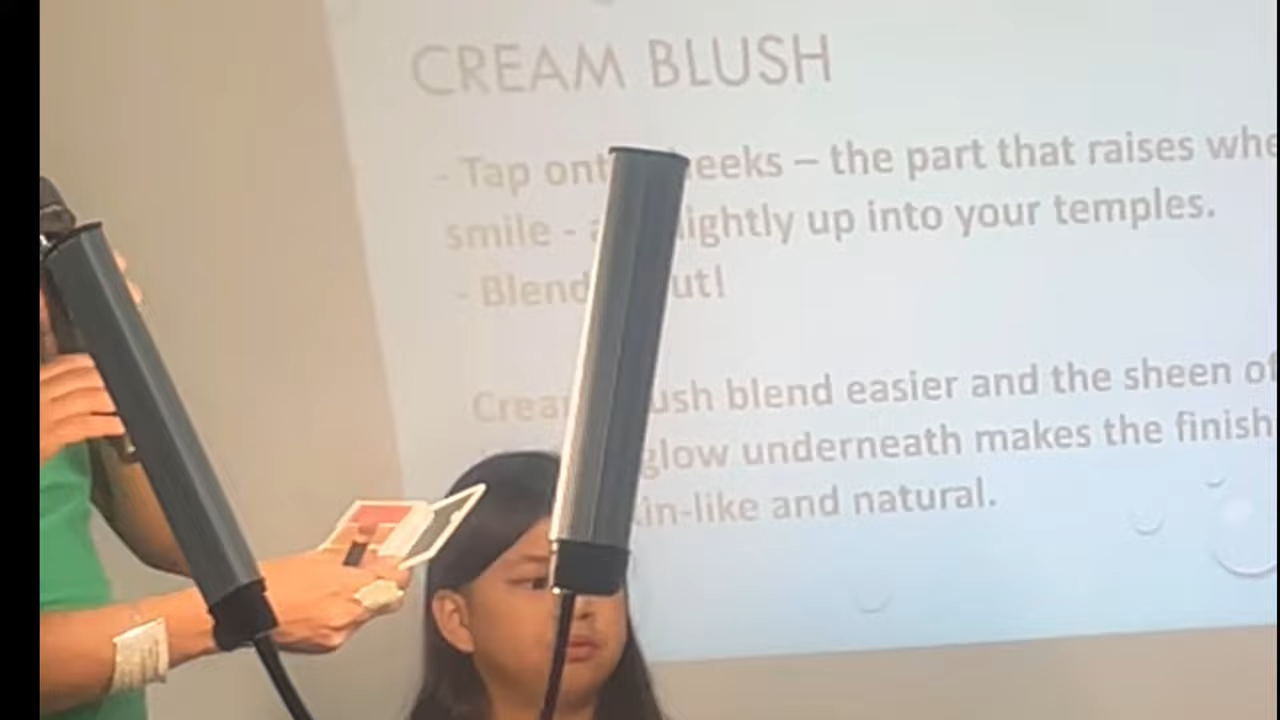 CREAM BLUSH
- Tap ont eeks – the part that raises whe
smile - ightly up into your temples.
- Blend ut!
Crea ush blend easier and the sheen of
glow underneath makes the finish
in-like and natural.